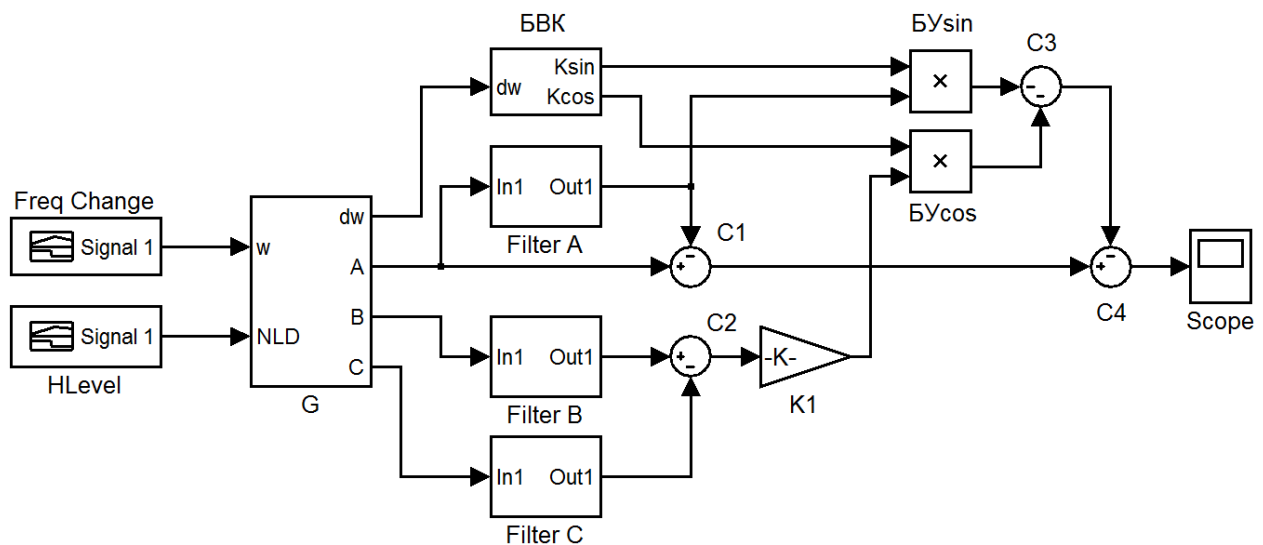 БВК
БУsin
C3
Ksin
Kcos
dw
×
Freq Change
Signal 1
w
dw
In1 Out1
Filter A
×
БУcos
C1
A
NLD
B
C
Signal 1
HLevel
G
In1 Out1
Filter B
C2
-K-
K1
C4
Scope
In1 Out1
Filter C